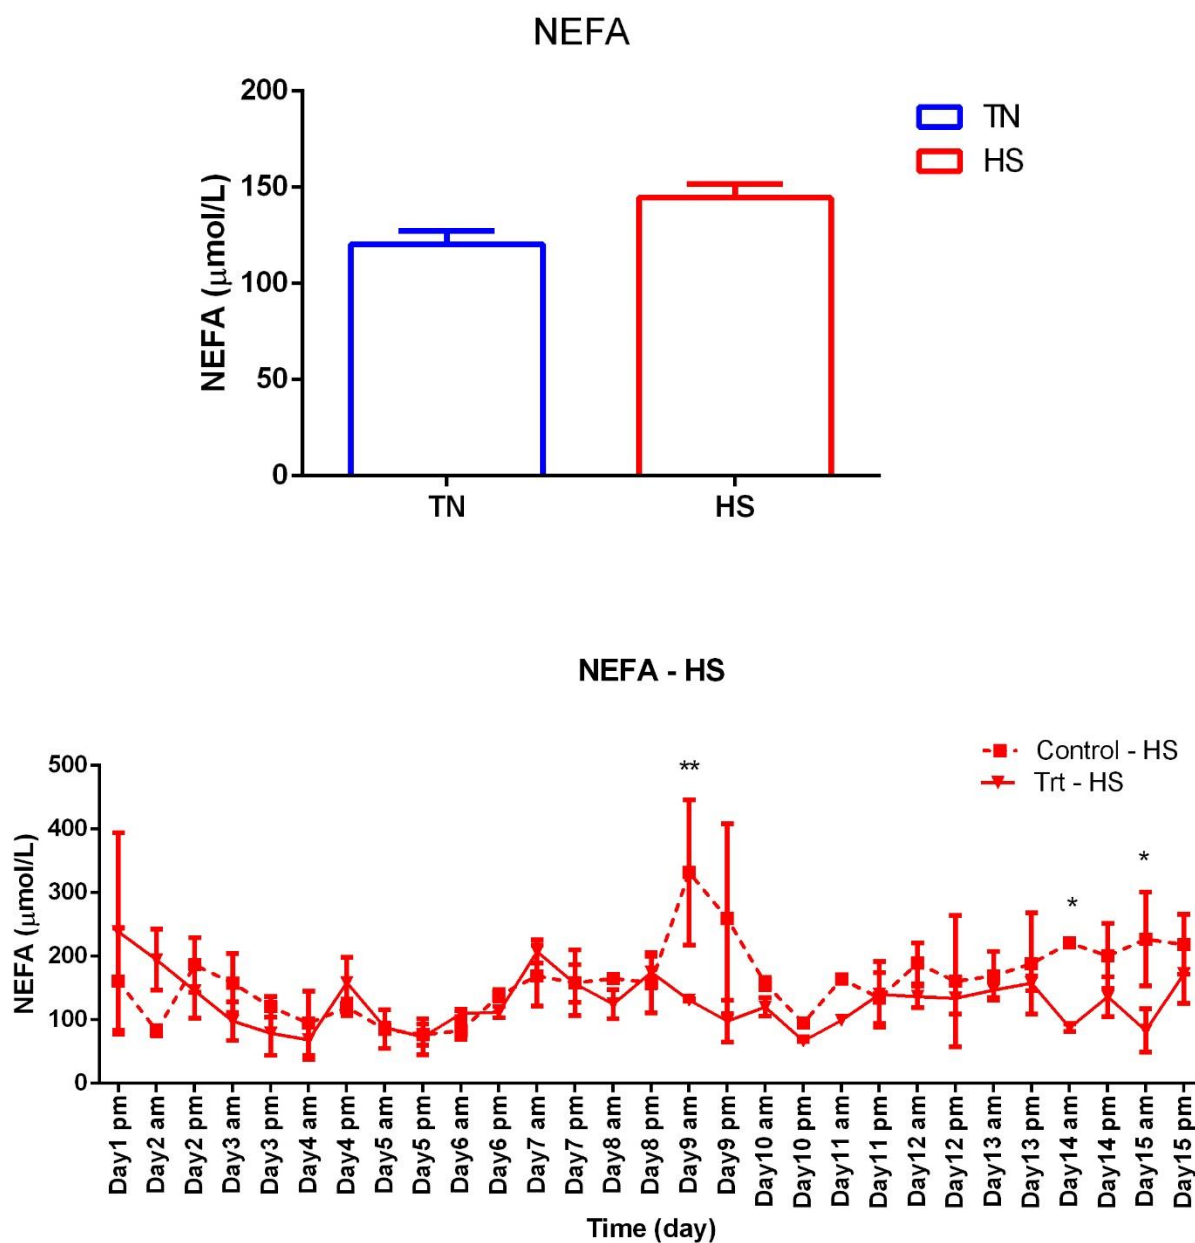 NEFA
200
150
100
50
0
NEFA (μmol/L)
TN
HS
TN
HS
NEFA - HS
Control - HS
Trt - HS
500
400
300
200
100
0
NEFA (μmol/L)
**
*
*
Day1 pm
Day2 am
Day2 pm
Day3 am
Day3 pm
Day4 am
Day4 pm
Day5 am
Day5 pm
Day6 am
Day6 pm
Day7 am
Day7 pm
Day8 am
Day8 pm
Day9 am
Day9 pm
Day10 am
Day10 pm
Day11 am
Day11 pm
Day12 am
Day12 pm
Day13 am
Day13 pm
Day14 am
Day14 pm
Day15 am
Day15 pm
Time (day)